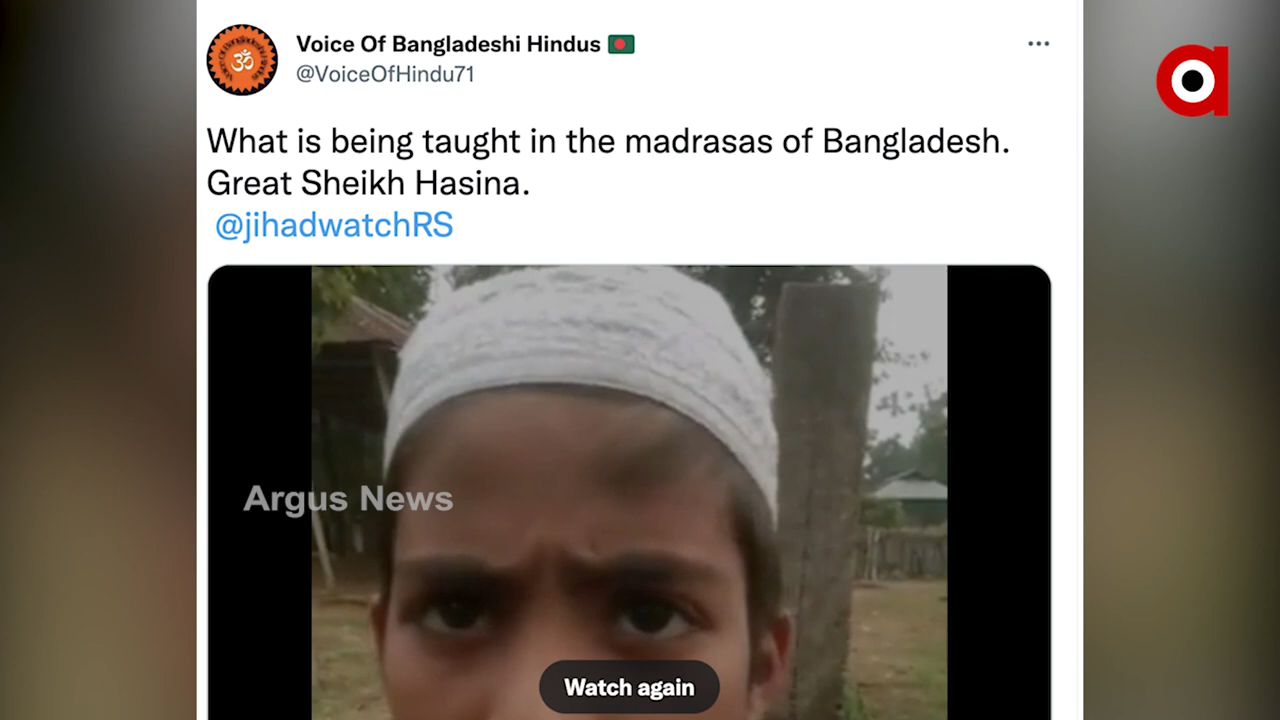 Voice Of Bangladeshi Hindus
@VoiceOfHindu71
What is being taught in the madrasas of Bangladesh.
Great Sheikh Hasina.
@jihadwatchRS
Argus News
Watch again